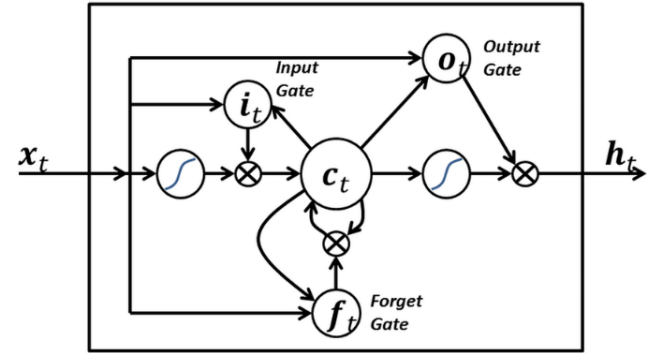 o_t
Output
Gate
Input
Gate
i_t
x_t
c_t
h_t
f_t
Forget
Gate